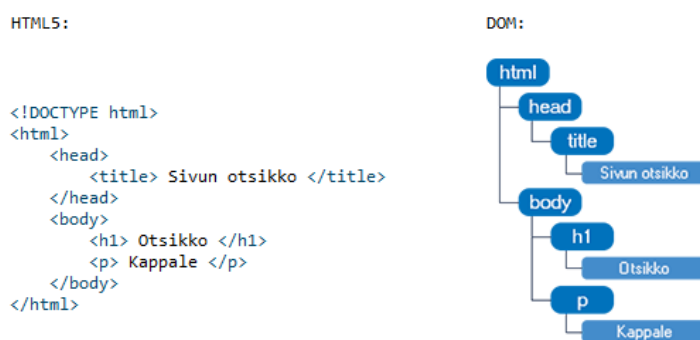 HTML5:
<!DOCTYPE html>
<html>
    <head>
        <title> Sivun otsikko </title>
    </head>
    <body>
        <h1> Otsikko </h1>
        <p> Kappale </p>
    </body>
</html>
DOM:
html
head
title
Sivun otsikko
body
h1
Otsikko
p
Kappale